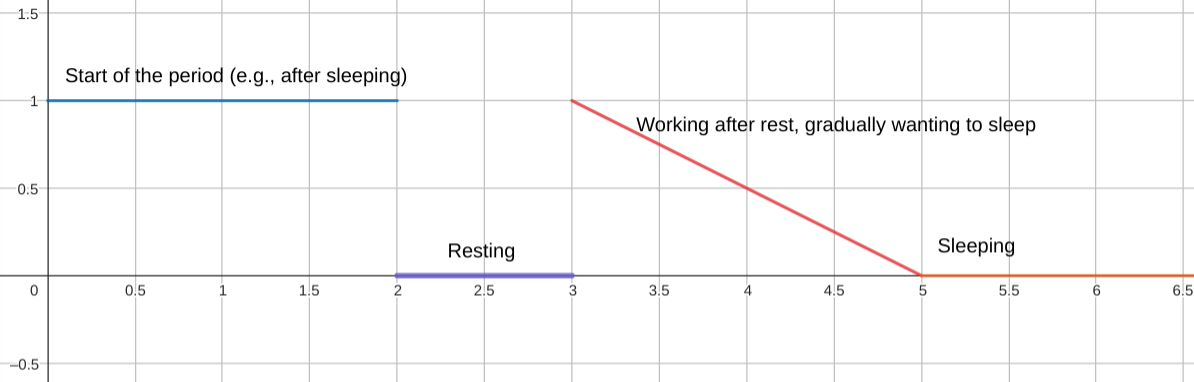 1.5
Start of the period (e.g., after sleeping)
1
Working after rest, gradually wanting to sleep
0.5
Resting
Sleeping
0 0.5 1 1.5 2 2.5 3 3.5 4 4.5 5 5.5 6 6.5
–0.5